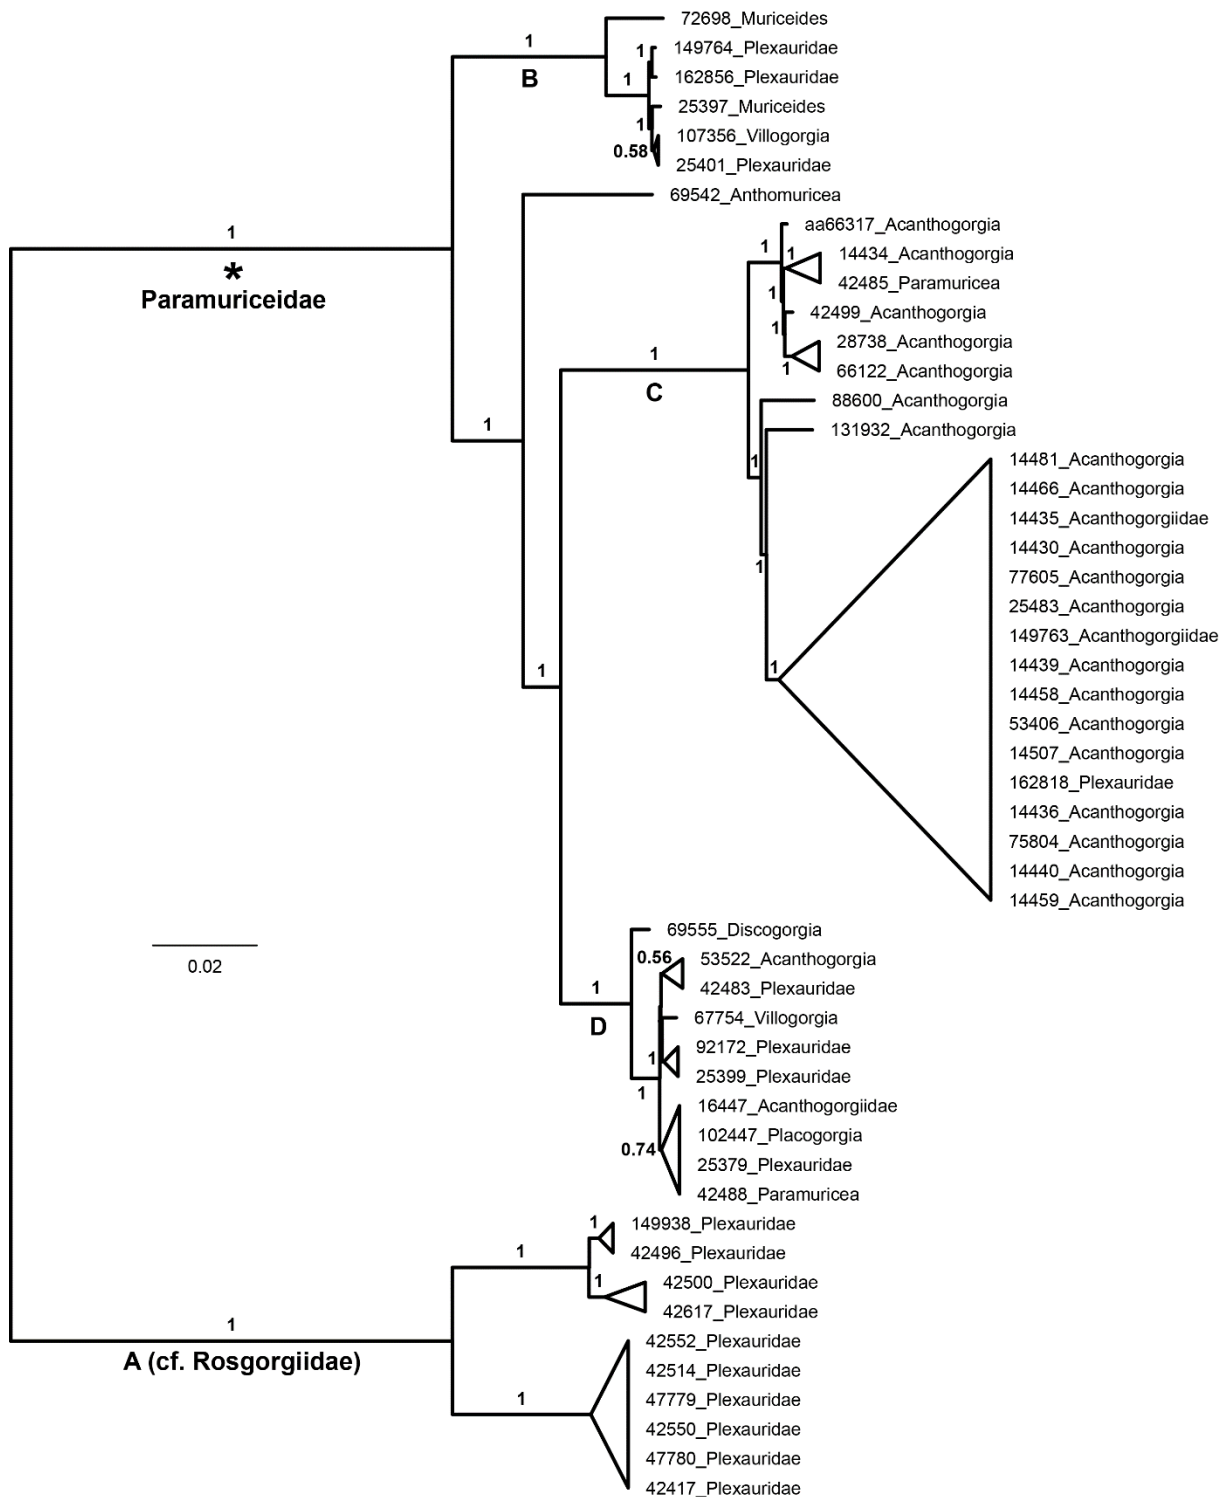 72698_Muriceides
1
1
149764_Plexauridae
B
1
162856_Plexauridae
25397_Muriceides
1
107356_Villogorgia
0.58
25401_Plexauridae
69542_Anthomuricea
aa66317_Acanthogorgia
1
1
1
14434_Acanthogorgia
*
42485_Paramuricea
Paramuriceidae
1
42499_Acanthogorgia
1
28738_Acanthogorgia
1
1
66122_Acanthogorgia
C
88600_Acanthogorgia
1
131932_Acanthogorgia
1
14481_Acanthogorgia
14466_Acanthogorgia
14435_Acanthogorgiidae
14430_Acanthogorgia
1
77605_Acanthogorgia
25483_Acanthogorgia
149763_Acanthogorgiidae
1
1
14439_Acanthogorgia
14458_Acanthogorgia
53406_Acanthogorgia
14507_Acanthogorgia
162818_Plexauridae
14436_Acanthogorgia
75804_Acanthogorgia
14440_Acanthogorgia
14459_Acanthogorgia
69555_Discogorgia
0.02
0.56
53522_Acanthogorgia
1
42483_Plexauridae
D
67754_Villogorgia
1
92172_Plexauridae
25399_Plexauridae
1
16447_Acanthogorgiidae
102447_Placogorgia
0.74
25379_Plexauridae
42488_Paramuricea
1
149938_Plexauridae
1
42496_Plexauridae
1
42500_Plexauridae
42617_Plexauridae
1
42552_Plexauridae
A (cf. Rosgorgiidae)
42514_Plexauridae
1
47779_Plexauridae
42550_Plexauridae
47780_Plexauridae
42417_Plexauridae